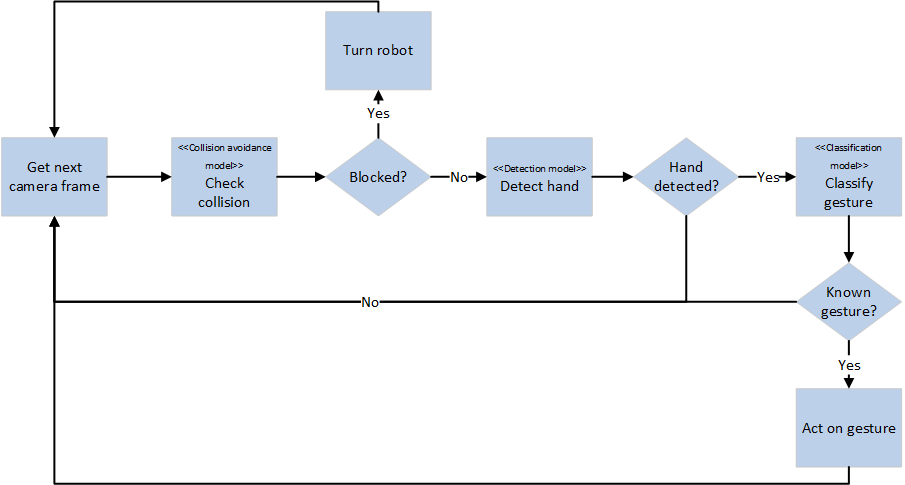 Turn robot
Yes
Get next
camera frame
<<Collision avoidance
model>>
Check
collision
Blocked?
No
<<Detection model>>
Detect hand
Hand
detected?
Yes
<<Classification
model>>
Classify
gesture
No
Known
gesture?
Yes
Act on gesture